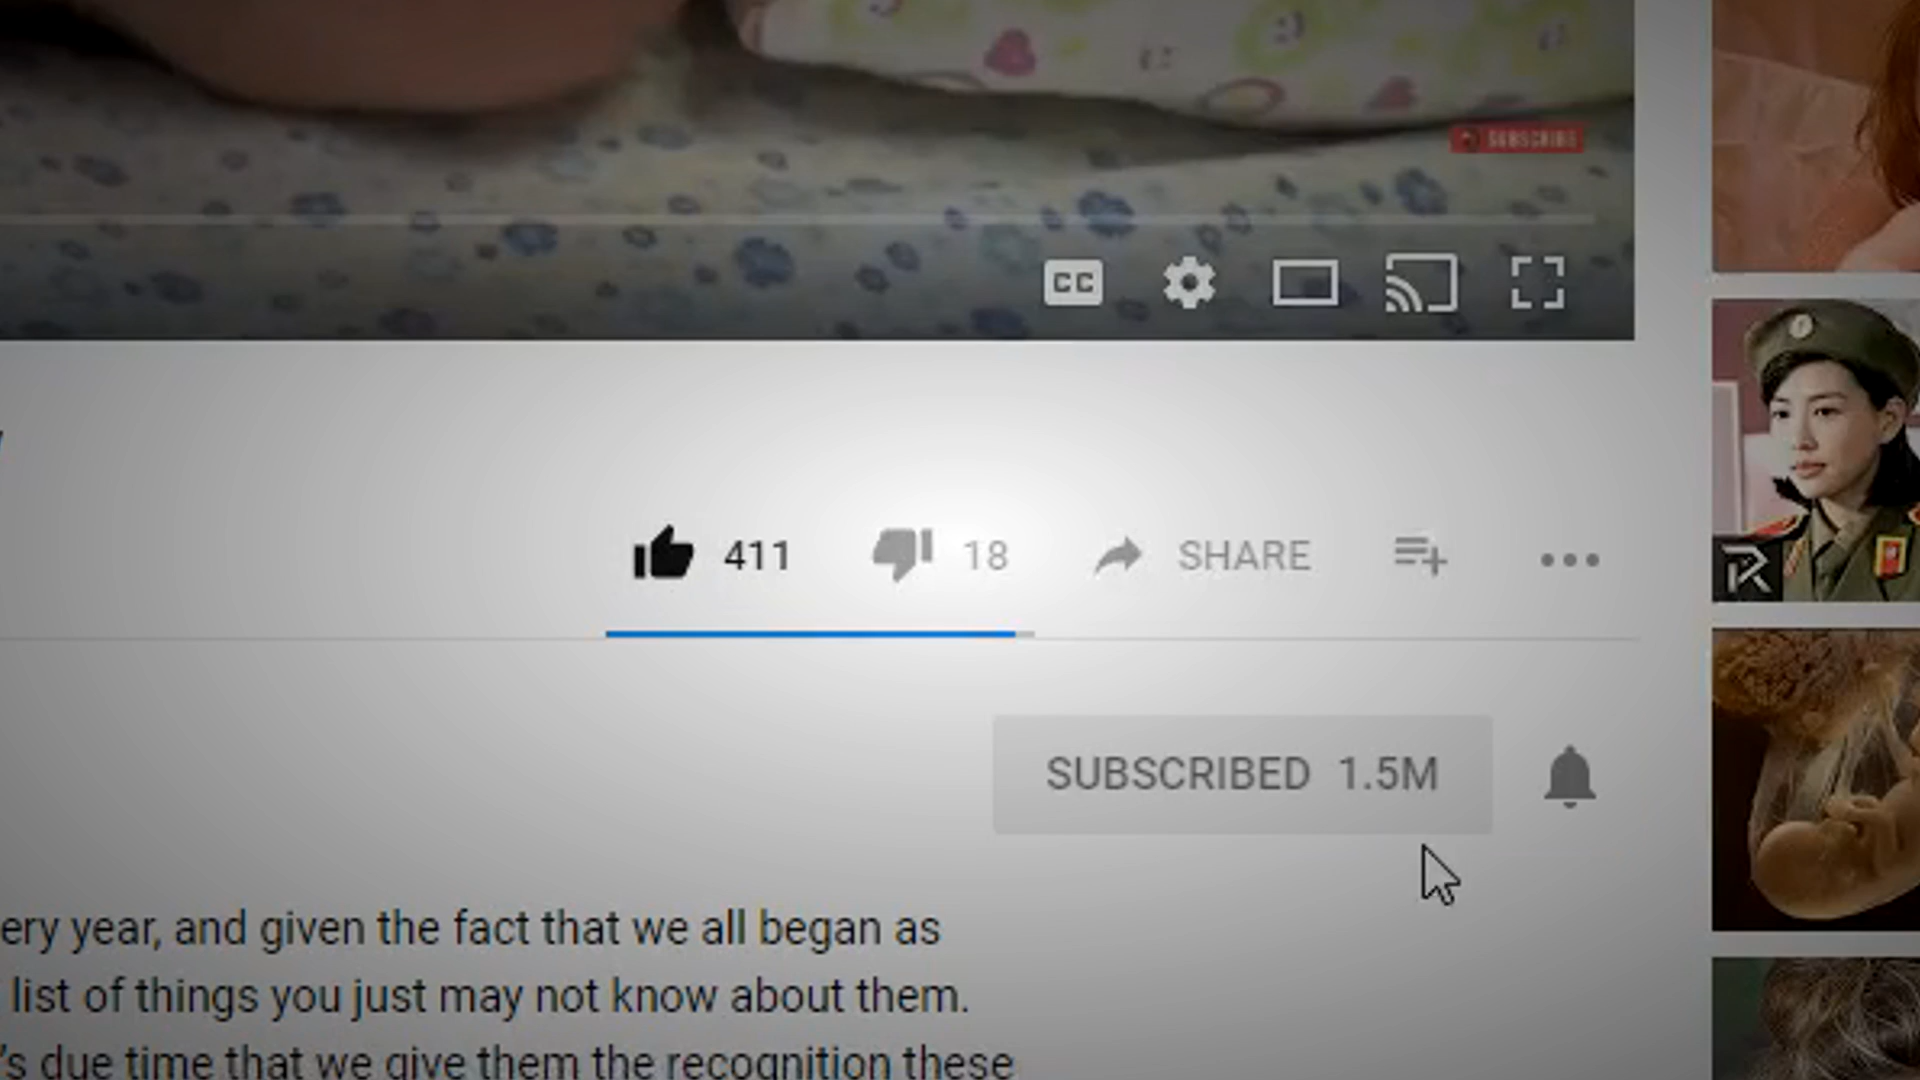 SUBSCRIBE
CC
411 18 SHARE
SUBSCRIBED 1.5M
ery year, and given the fact that we all began as
list of things you just may not know about them.
's due time that we give them the recognition these